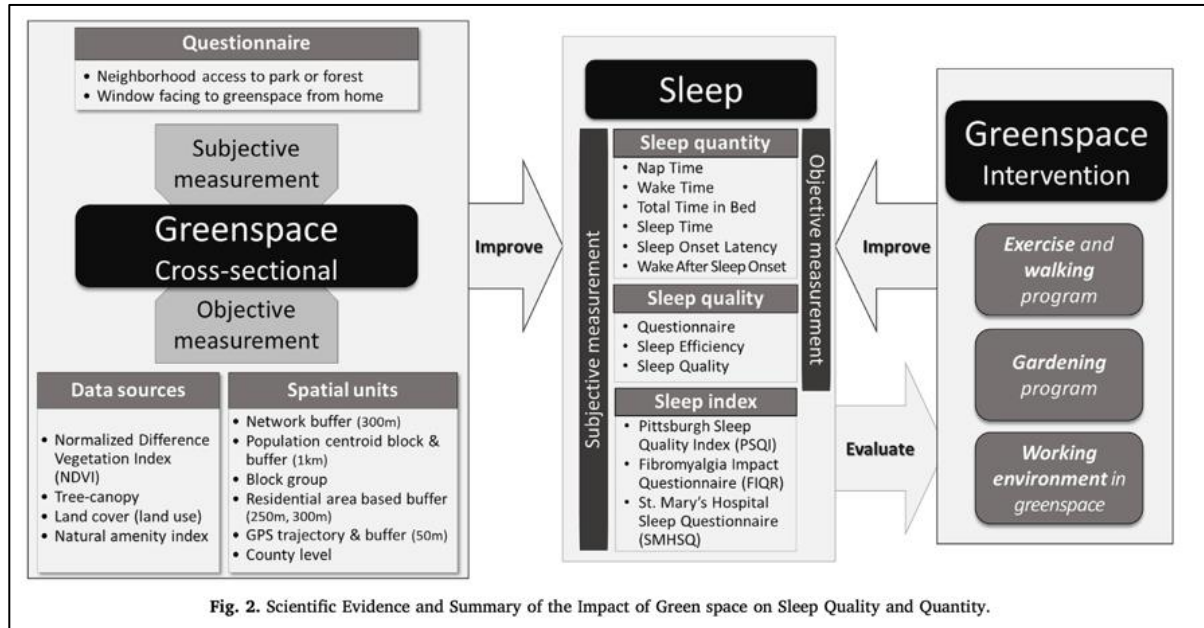 Questionnaire
• Neighborhood access to park or forest
• Window facing to greenspace from home
Subjective
measurement
Greenspace
Cross-sectional
Objective
measurement
Data sources
• Normalized Difference
Vegetation Index
(NDVI)
• Tree-canopy
• Land cover (land use)
• Natural amenity index
Spatial units
• Network buffer (300m)
• Population centroid block &
buffer (1km)
• Block group
• Residential area based buffer
(250m, 300m)
• GPS trajectory & buffer (50m)
• County level
Improve
Sleep
Subjective measurement
Sleep quantity
• Nap Time
• Wake Time
• Total Time in Bed
• Sleep Time
• Sleep Onset Latency
• Wake After Sleep Onset
Sleep quality
• Questionnaire
• Sleep Efficiency
• Sleep Quality
Sleep index
• Pittsburgh Sleep
Quality Index (PSQI)
• Fibromyalgia Impact
Questionnaire (FIQR)
• St. Mary's Hospital
Sleep Questionnaire
(SMHSQ)
Objective measurement
Improve
Evaluate
Greenspace
Intervention
Exercise and
walking
program
Gardening
program
Working
environment in
greenspace
Fig. 2. Scientific Evidence and Summary of the Impact of Green space on Sleep Quality and Quantity.